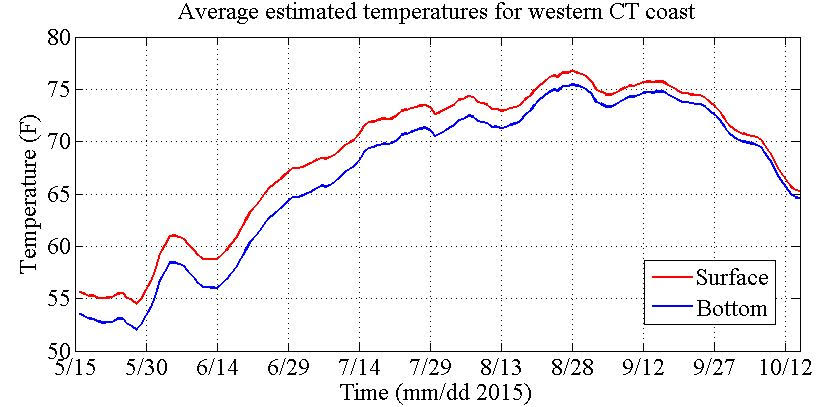 Average estimated temperatures for western CT coast
80
75
70
65
60
55
50
Temperature (F)
Surface
Bottom
5/15 5/30 6/14 6/29 7/14 7/29 8/13 8/28 9/12 9/27 10/12
Time (mm/dd 2015)